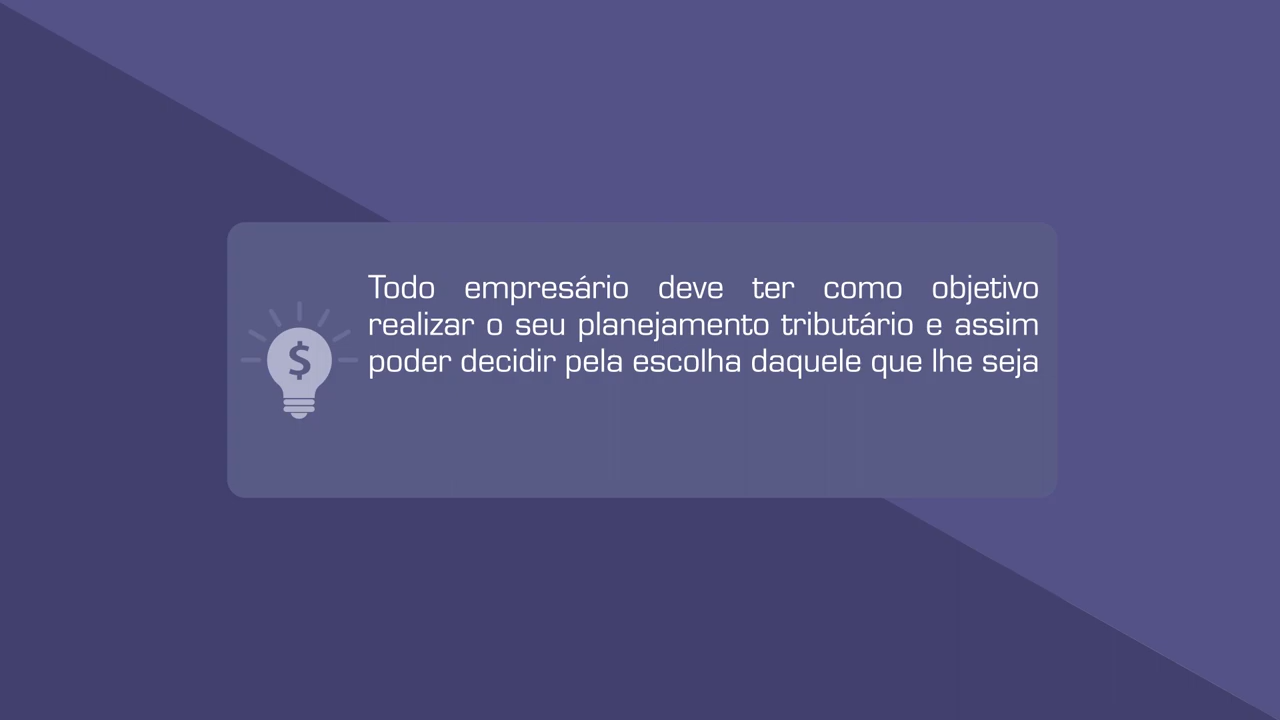 Todo empresário deve ter como objetivo
realizar o seu planejamento tributário e assim
poder decidir pela escolha daquele que lhe seja
$